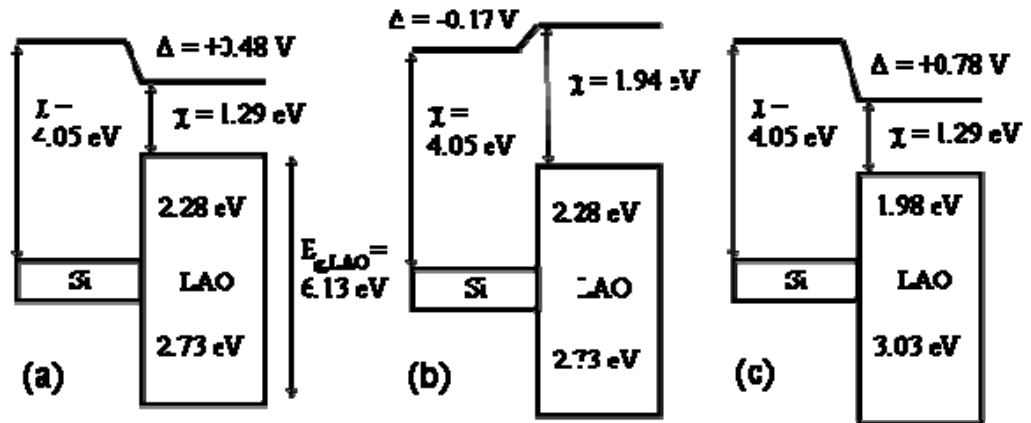 Δ = +0.48 V
χ =
4.05 eV
χ = 1.29 eV
2.28 eV
Si
LAO
2.73 eV
E_g,LAO =
6.13 eV
(a)
Δ = -0.17 V
χ =
4.05 eV
χ = 1.94 eV
2.28 eV
Si
LAO
2.73 eV
(b)
Δ = +0.78 V
χ =
4.05 eV
χ = 1.29 eV
1.98 eV
Si
LAO
3.03 eV
(c)